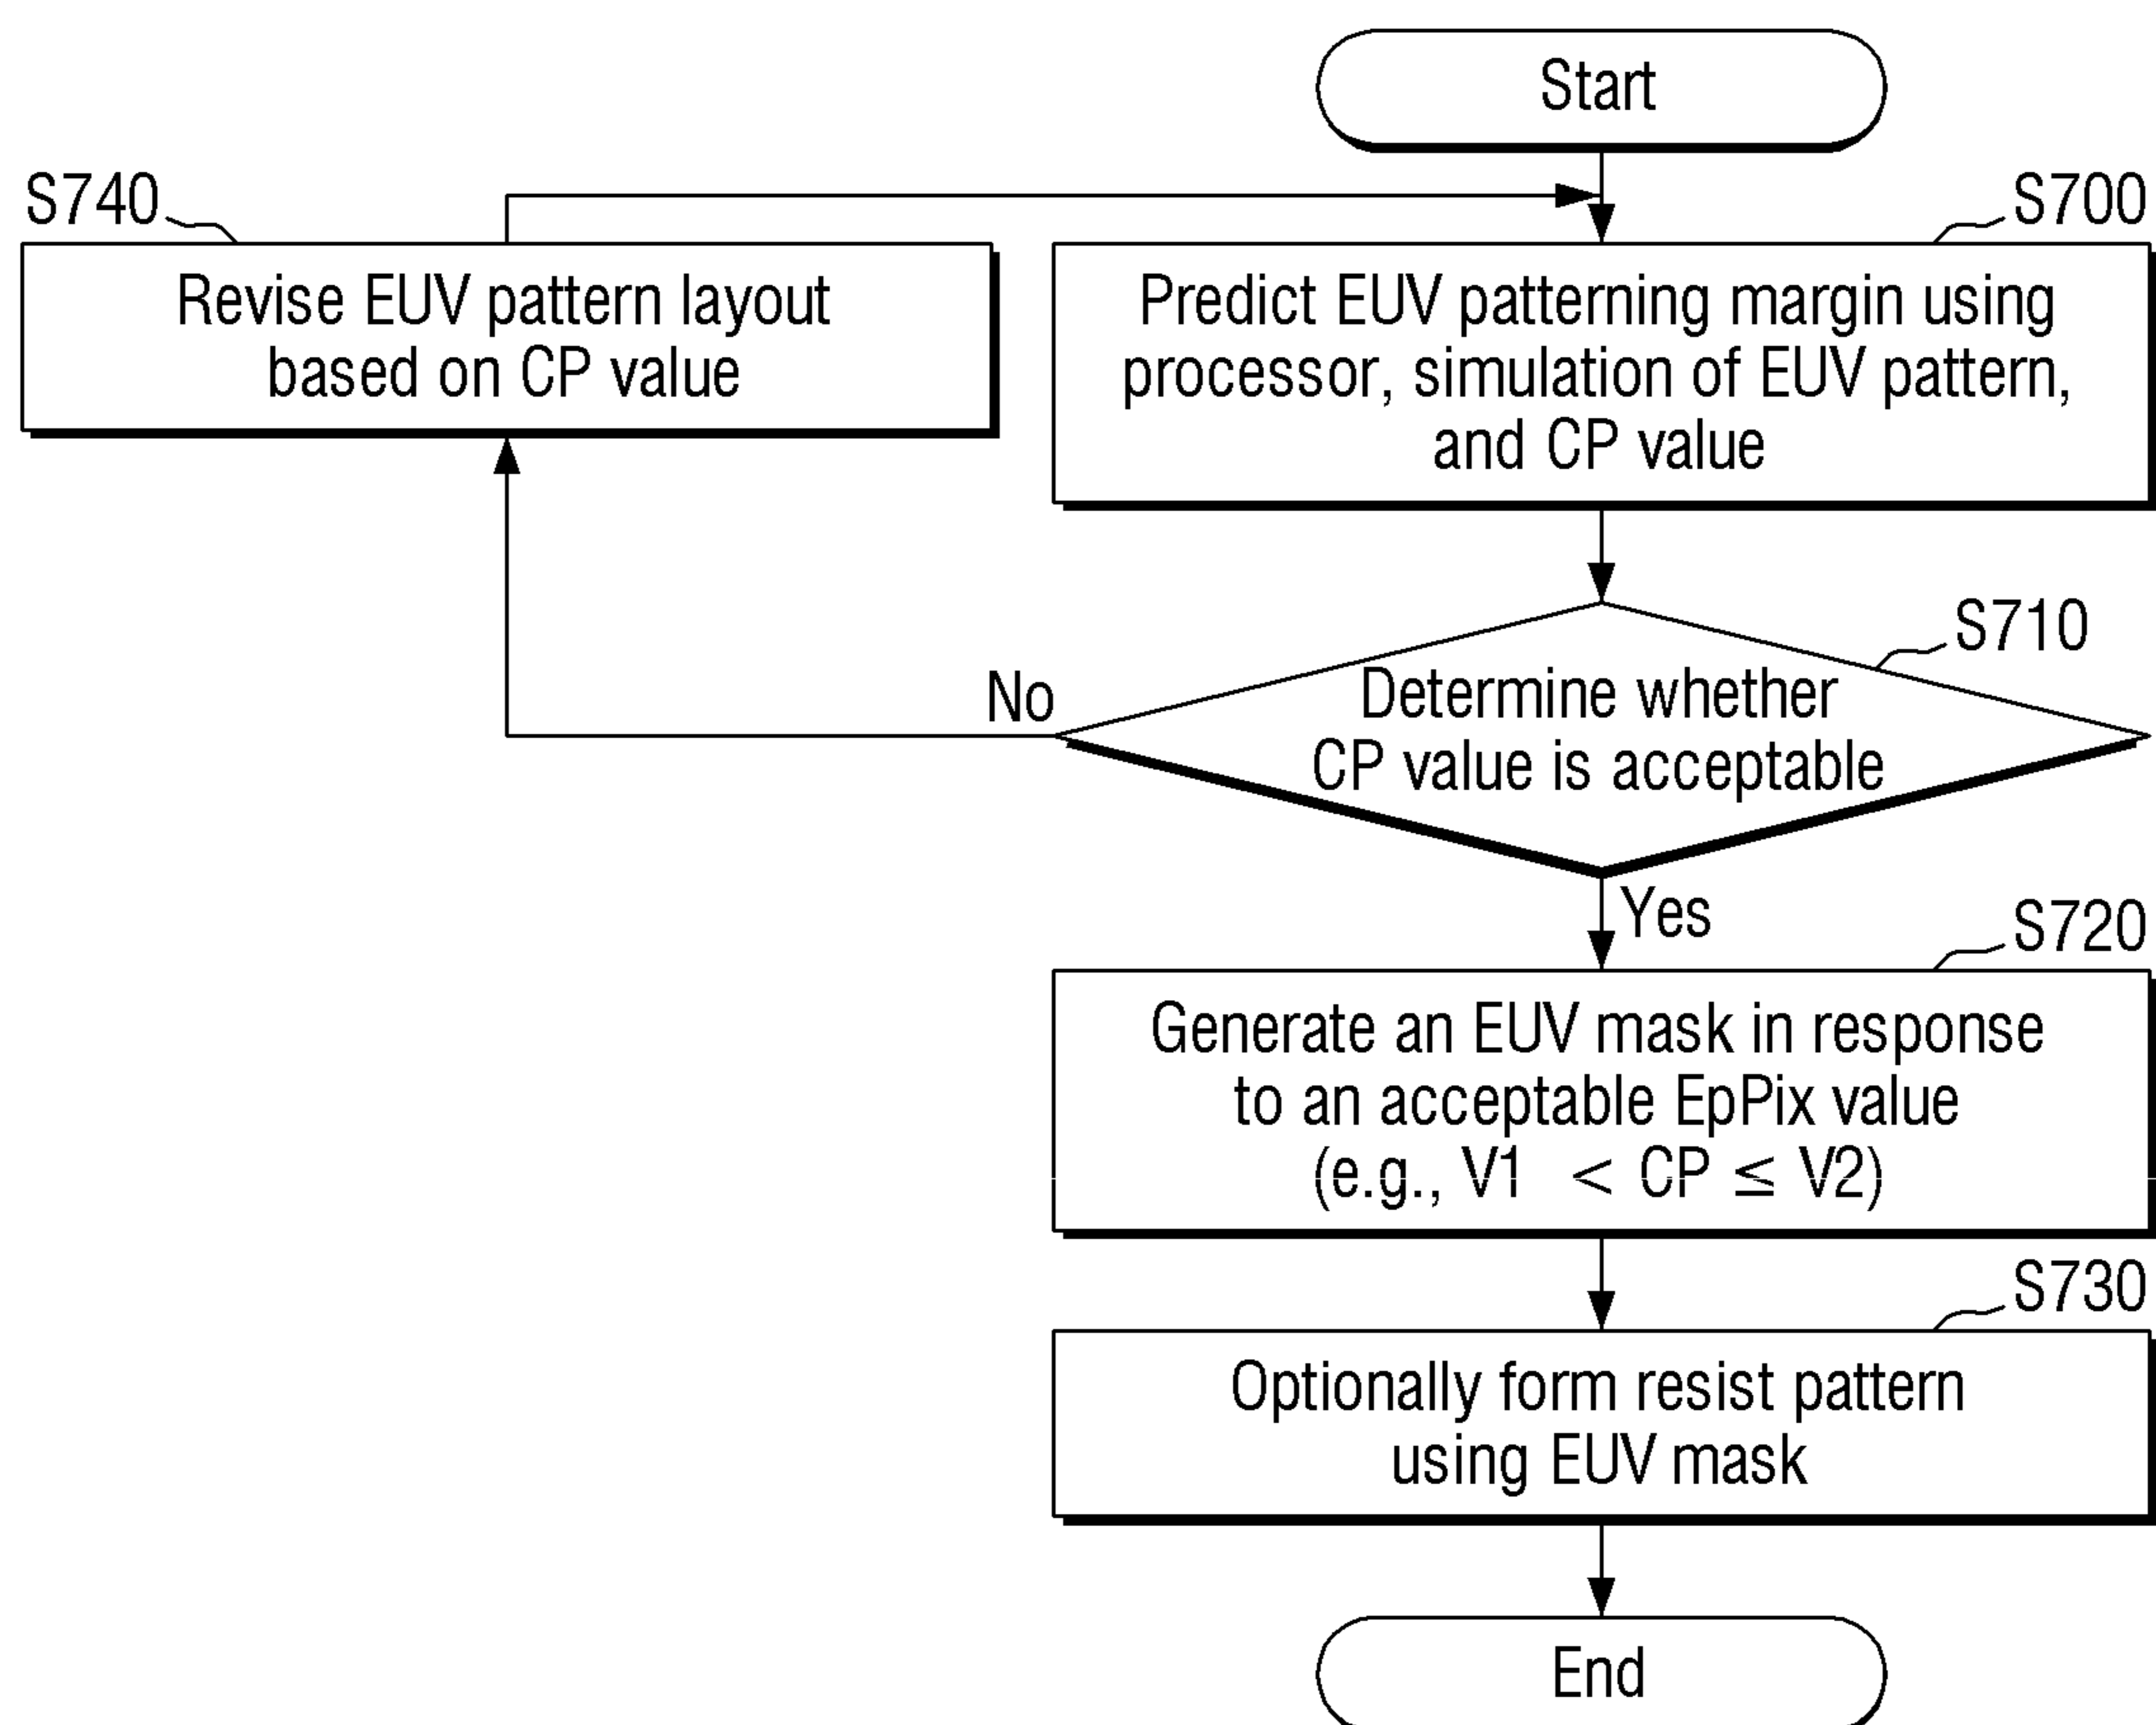 Start
S740
S700
Revise EUV pattern layout
based on CP value
Predict EUV patterning margin using
processor, simulation of EUV pattern,
and CP value
S710
No
Determine whether
CP value is acceptable
Yes
S720
Generate an EUV mask in response
to an acceptable EpPix value
(e.g., V1 < CP ≤ V2)
S730
Optionally form resist pattern
using EUV mask
End